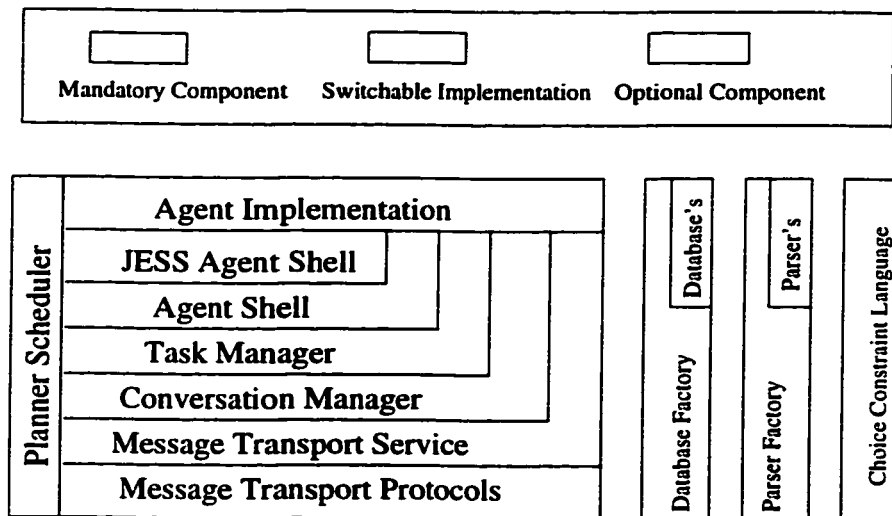 Mandatory Component
Switchable Implementation
Optional Component
Planner Scheduler
Agent Implementation
JESS Agent Shell
Agent Shell
Task Manager
Conversation Manager
Message Transport Service
Message Transport Protocols
Database's
Database Factory
Parser's
Parser Factory
Choice Constraint Language